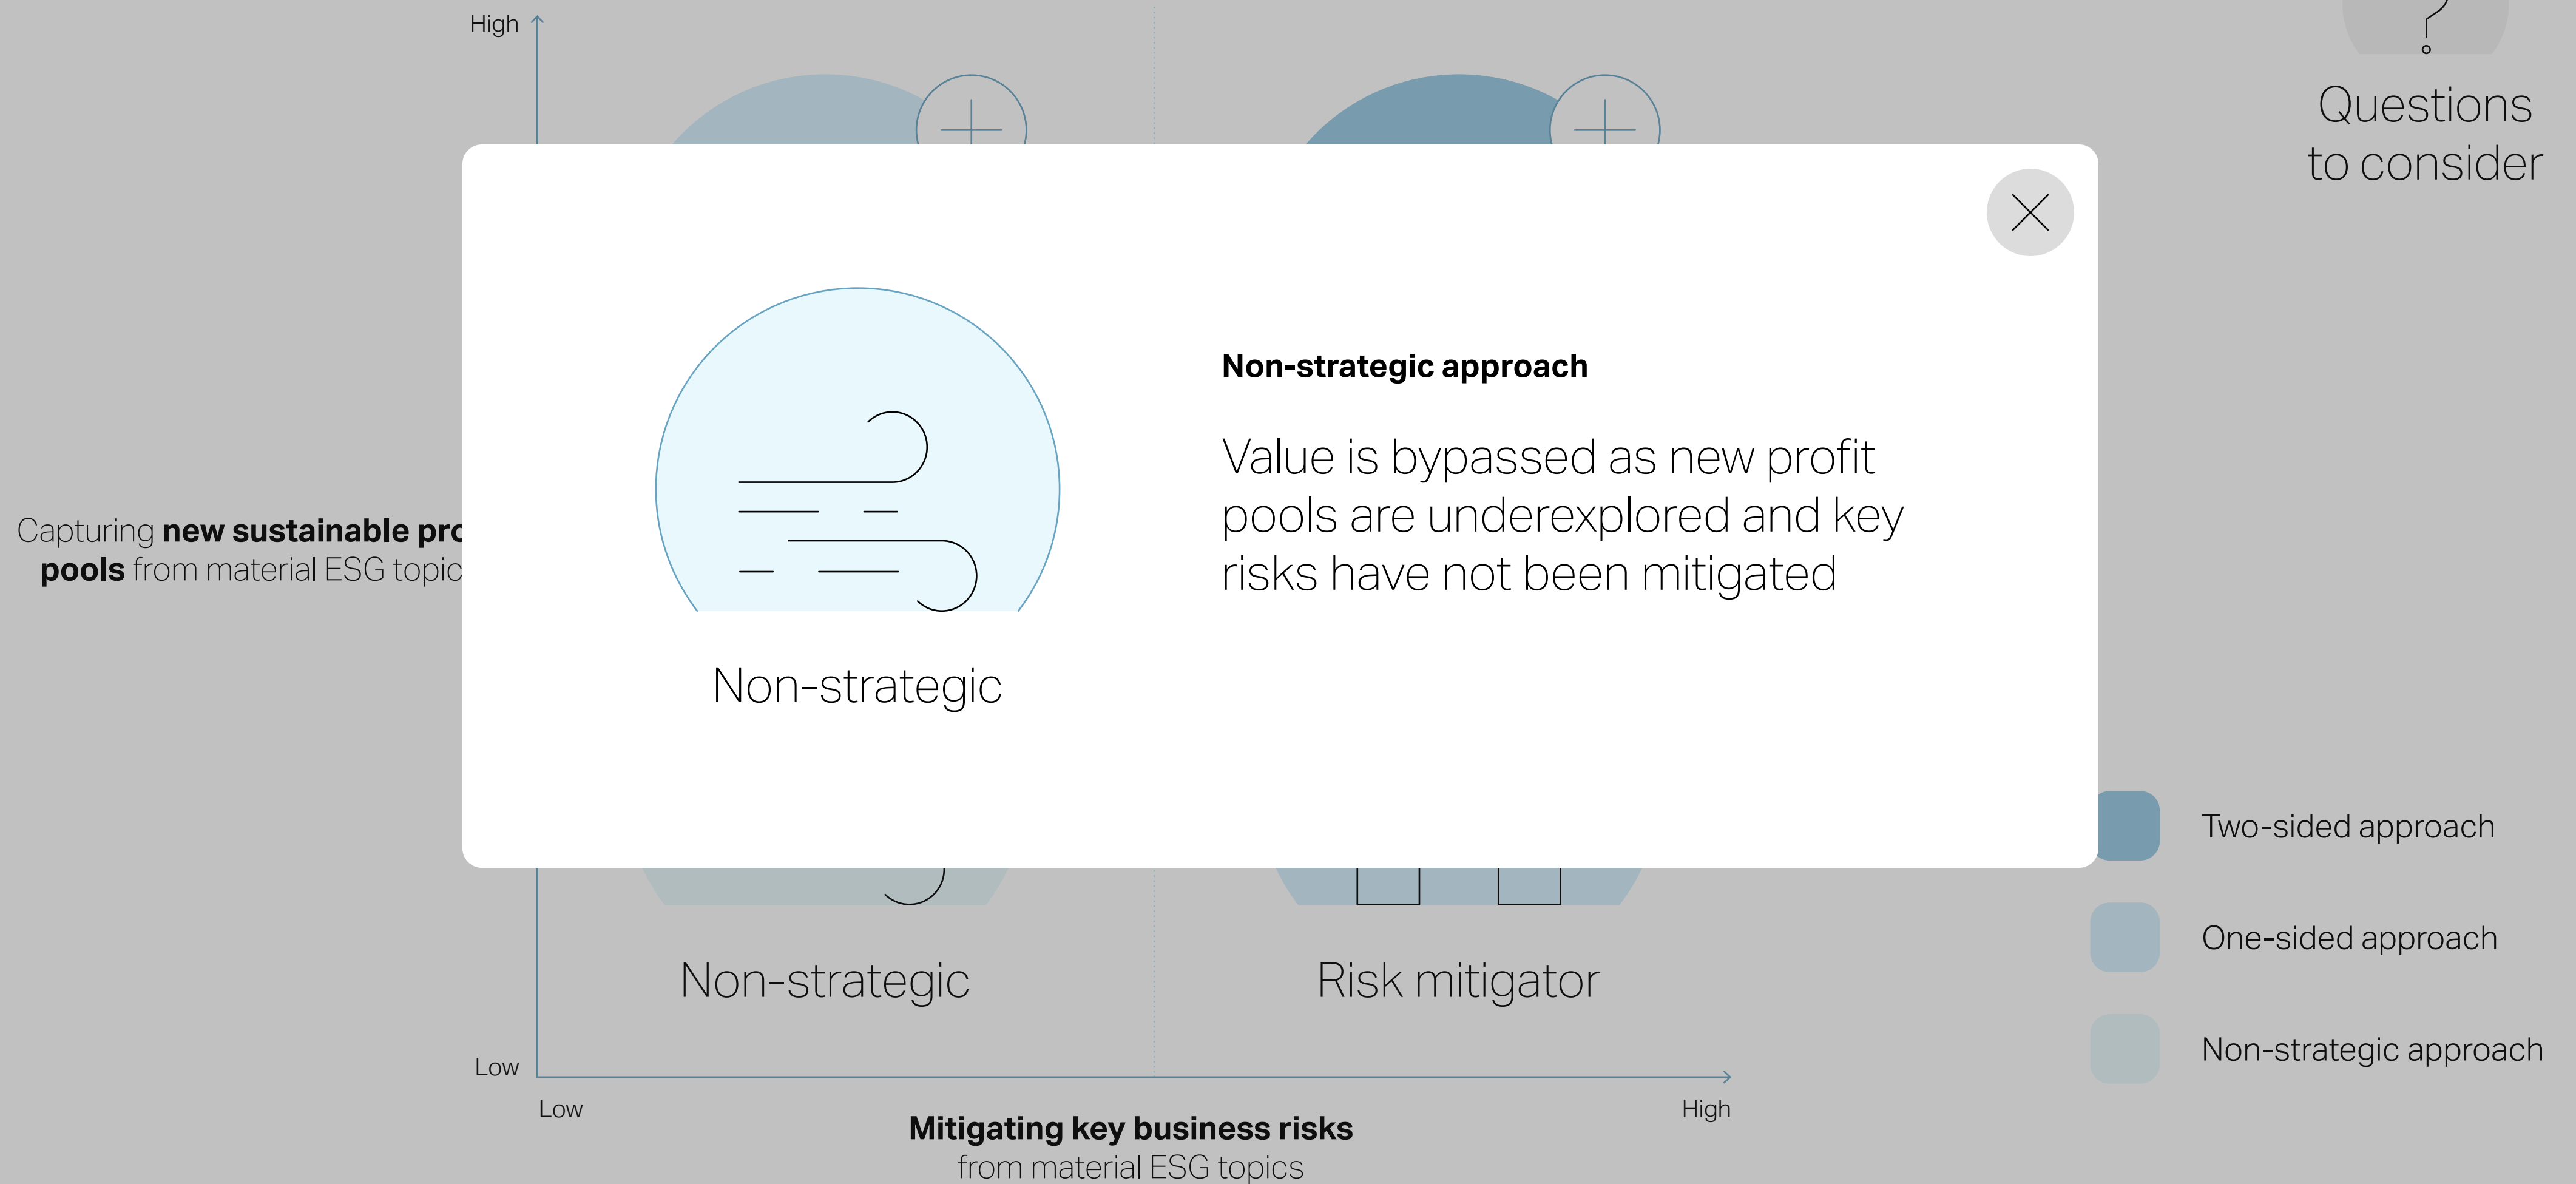 High
Questions
to consider
Non-strategic approach
Value is bypassed as new profit
pools are underexplored and key
risks have not been mitigated
Non-strategic
Capturing new sustainable
pools from material ESG
Two-sided approach
One-sided approach
Non-strategic approach
Non-strategic
Risk mitigator
Low
Low
High
Mitigating key business risks
from material ESG topics